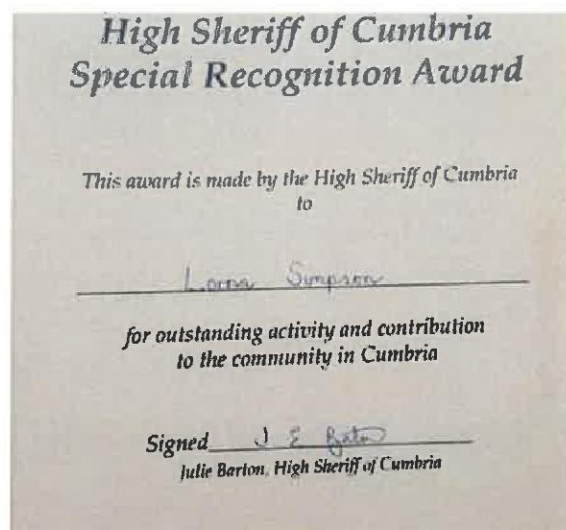 High Sheriff of Cumbria
Special Recognition Award
This award is made by the High Sheriff of Cumbria
to
Lorna Simpson
for outstanding activity and contribution
to the community in Cumbria
Signed J E Barton
Julie Barton, High Sheriff of Cumbria